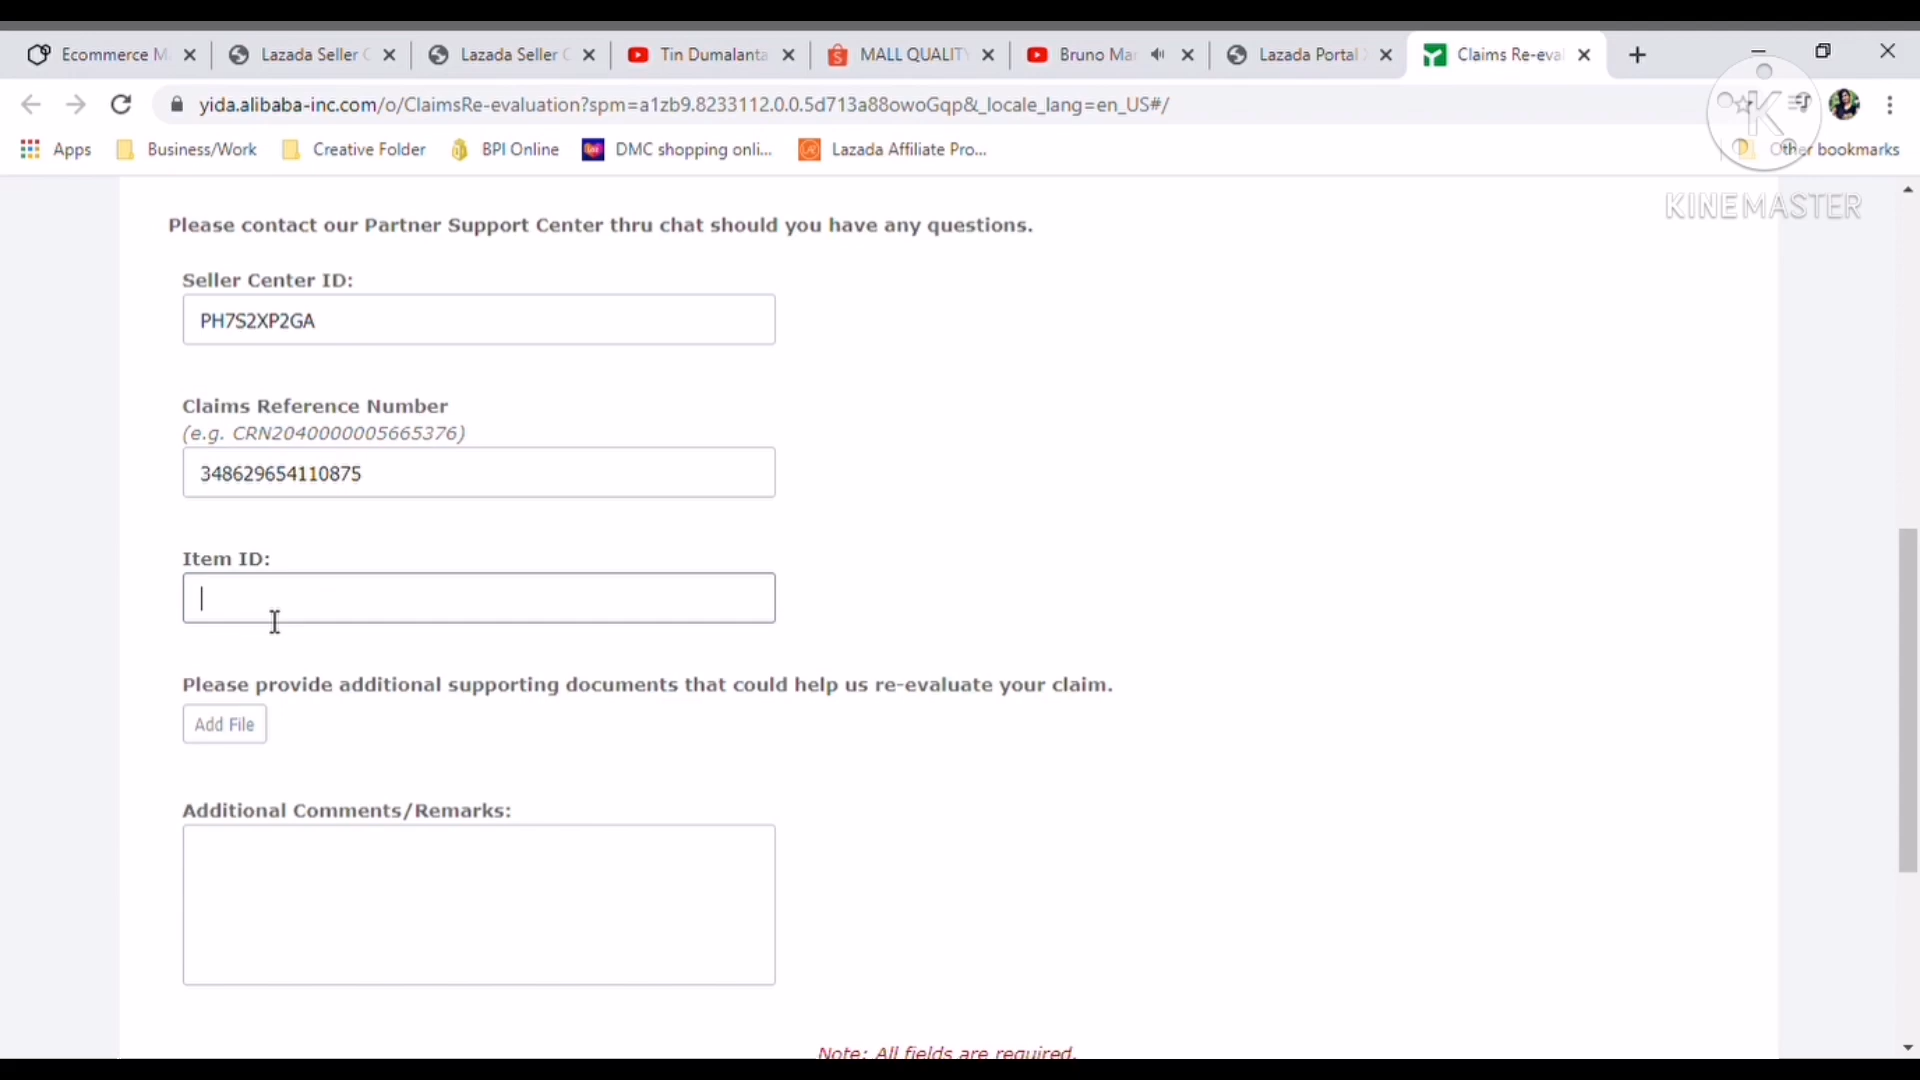 Ecommerce M
Lazada Seller C
Lazada Seller C
Tin Dumalanta
MALL QUALITY
Bruno Mar
Lazada Portal
Claims Re-eval
yida.alibaba-inc.com/o/ClaimsRe-evaluation?spm=a1zb9.8233112.0.0.5d713a88owoGqp&_locale_lang=en_US#/
Apps
Business/Work
Creative Folder
BPI Online
DMC shopping onli...
Lazada Affiliate Pro...
Other bookmarks
K
KINEMASTER
Please contact our Partner Support Center thru chat should you have any questions.
Seller Center ID:
PH7S2XP2GA
Claims Reference Number
(e.g. CRN2040000005665376)
348629654110875
Item ID:
Please provide additional supporting documents that could help us re-evaluate your claim.
Add File
Additional Comments/Remarks:
Note: All fields are required.